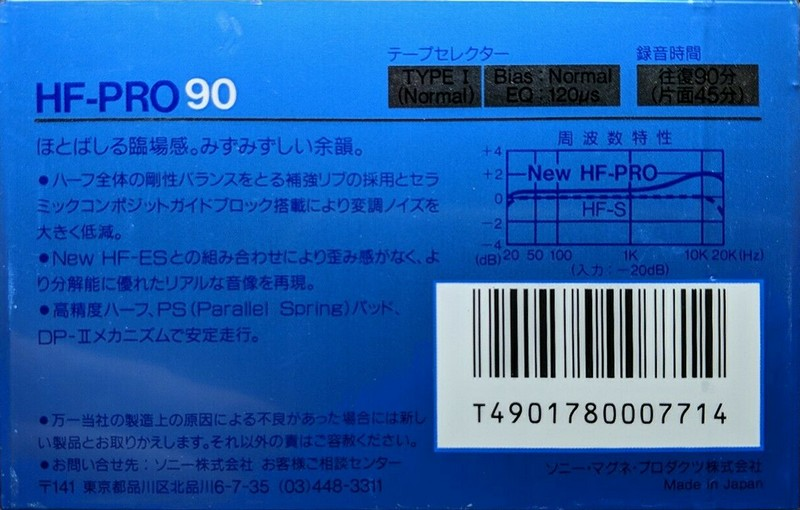 テープセレクター
録音時間
HF-PRO 90
TYPE I
(Normal)
Bias : Normal
EQ : 120μs
往復90分
(片面45分)
ほとばしる臨場感。みずみずしい余韻。
●ハーフ全体の剛性バランスをとる補強リブの採用とセラ
ミックコンポジットガイドブロック搭載により変調ノイズを
大きく低減。
●New HF-ESとの組み合わせにより歪み感がなく、よ
り分解能に優れたリアルな音像を再現。
●高精度ハーフ、PS(Parallel Spring)パッド、
DP-Ⅱメカニズムで安定走行。
周波数特性
+4
+2
0
-2
-4
New HF-PRO
HF-S
(dB) 20 50 100 1K 10K 20K(Hz)
(入力:-20dB)
T4901780007714
●万一当社の製造上の原因による不良があった場合には新し
い製品とお取りかえします。それ以外の責はご容赦ください。
●お問い合せ先:ソニー株式会社 お客様ご相談センター
〒141 東京都品川区北品川6-7-35 (03)448-3311
ソニー・マグネ・プロダクツ株式会社
Made in Japan